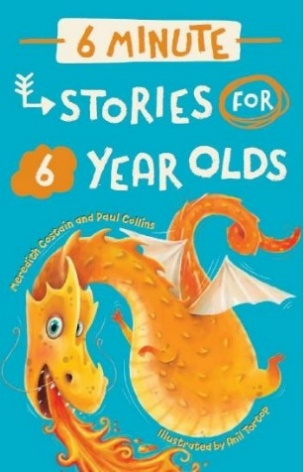 6 MINUTE
STORIES FOR
6 YEAR OLDS
Meredith Costain and Paul Collins
Illustrated by Anil Tortop